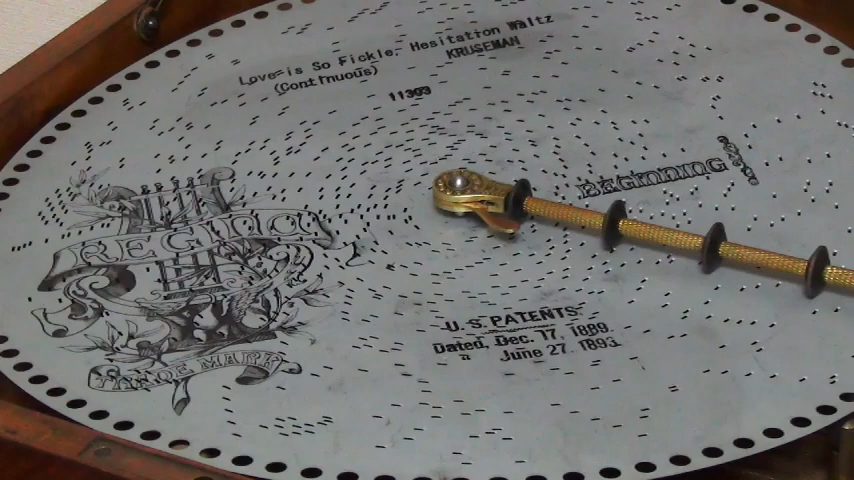 Love is So Fickle, Hesitation Waltz
(Continuous) KRUSEMAN
11303
BEGINNING
REGINA
TRADE MARK
U.S. PATENTS.
Dated, Dec. 17, 1889.
" June 27. 1893.